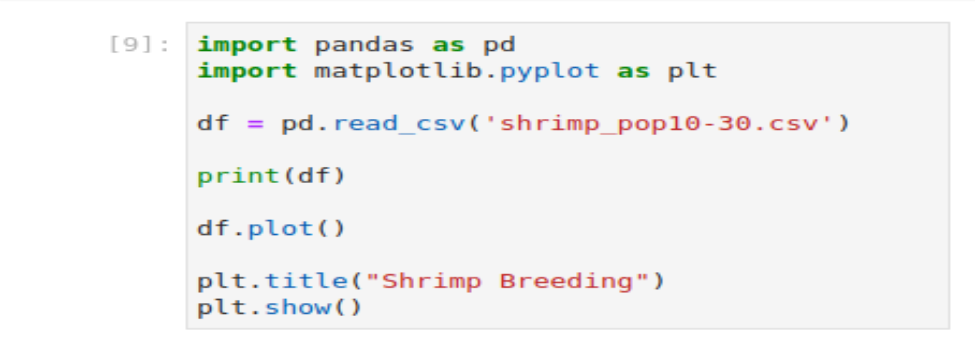 [9]: import pandas as pd
import matplotlib.pyplot as plt
df = pd.read_csv('shrimp_pop10-30.csv')
print(df)
df.plot()
plt.title("Shrimp Breeding")
plt.show()